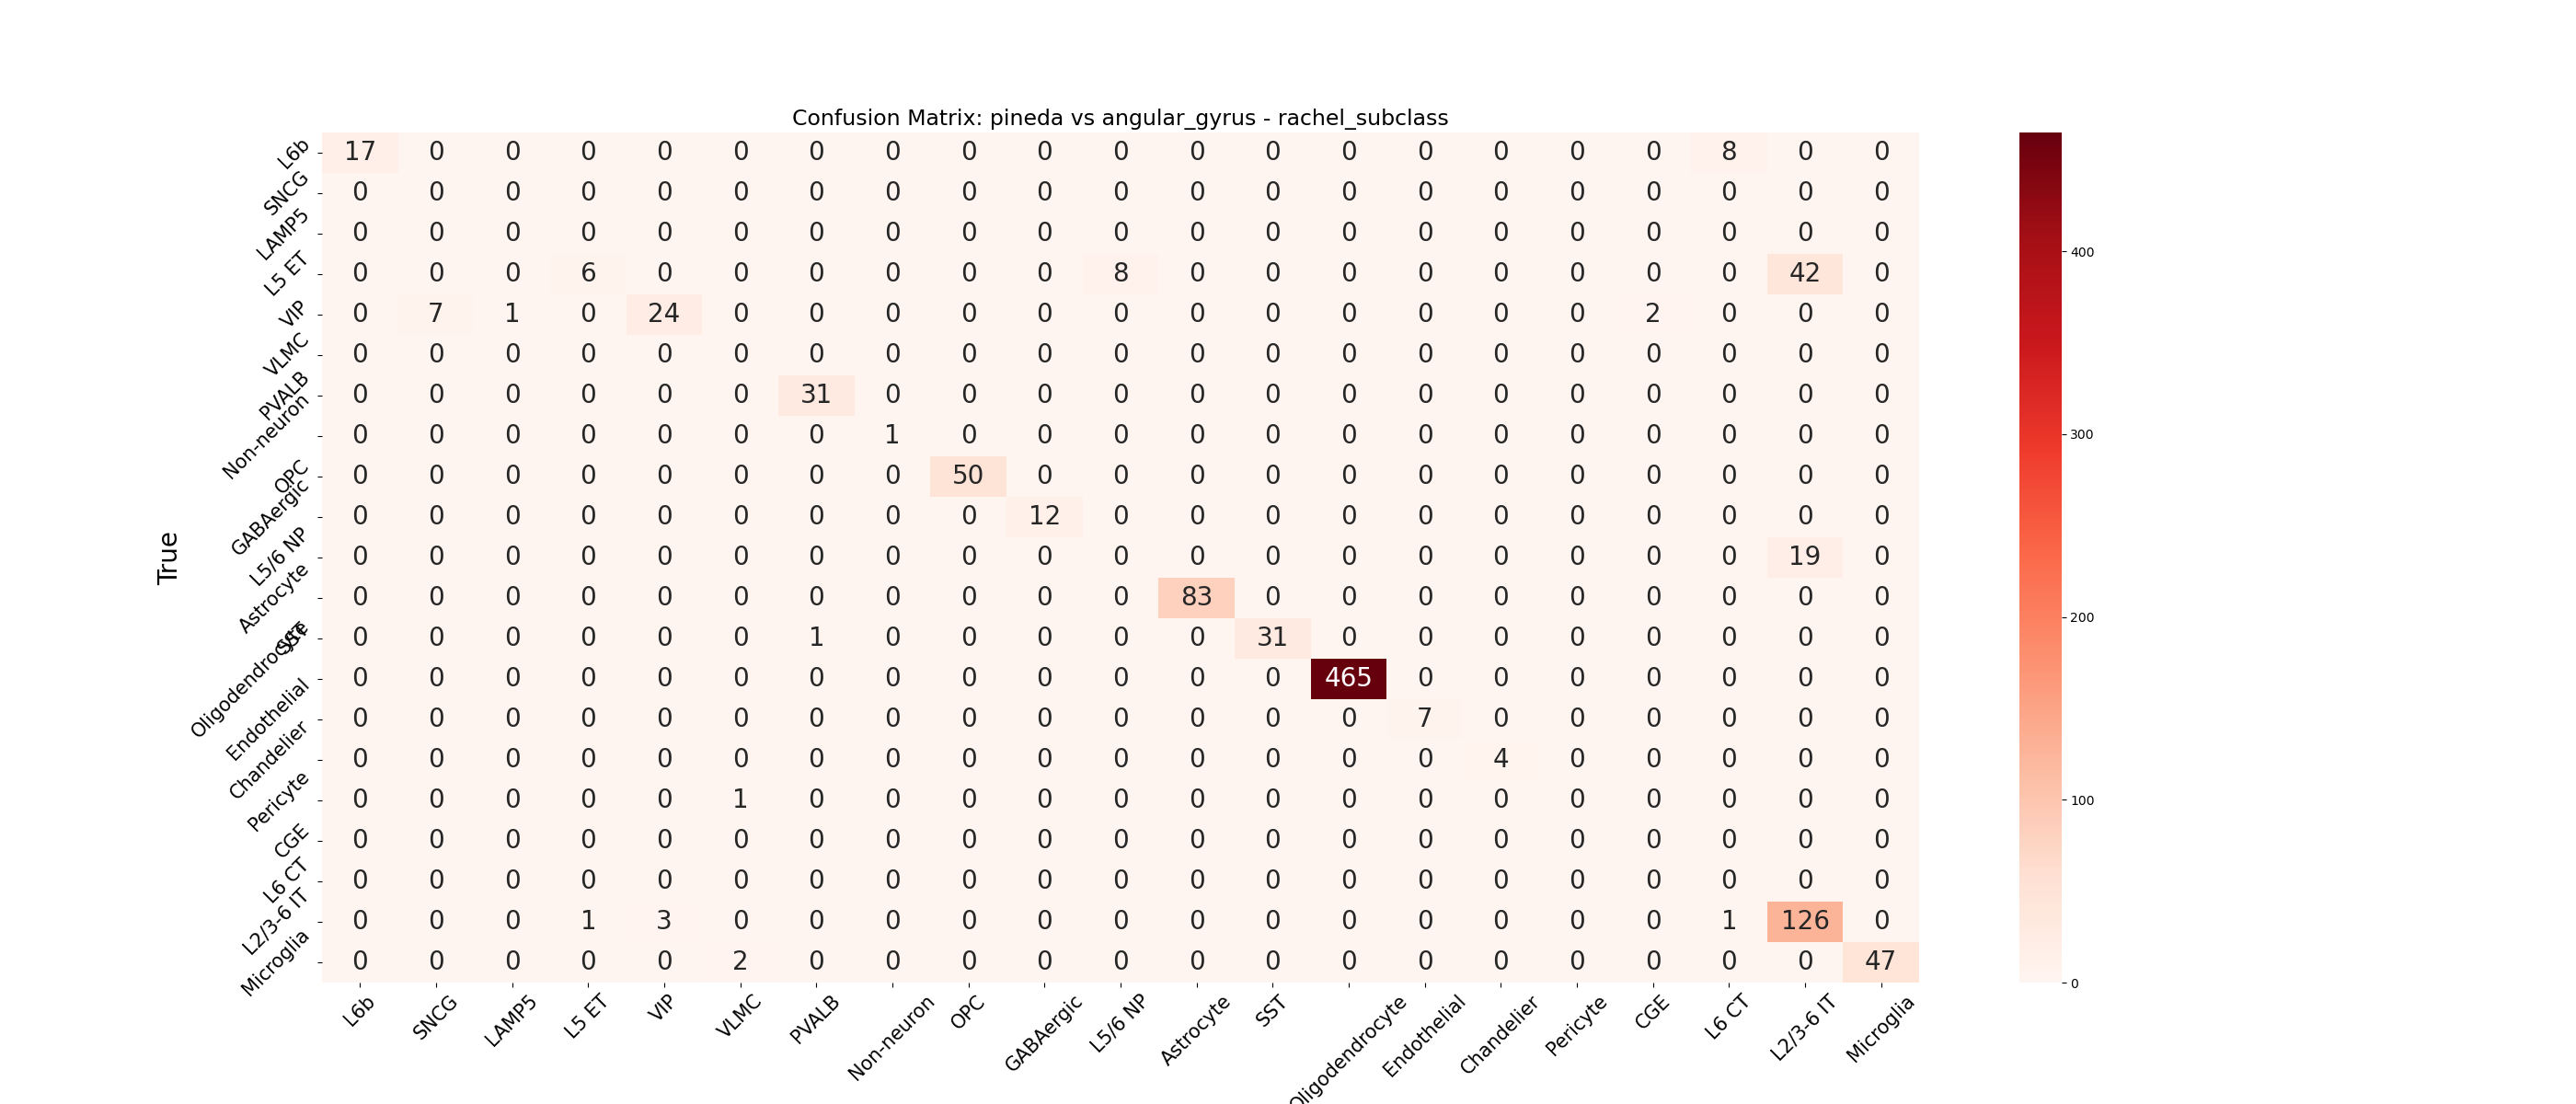 Confusion Matrix: pineda vs angular_gyrus - rachel_subclass
True
L6b 17 0 0 0 0 0 0 0 0 0 0 0 0 0 0 0 0 0 8 0 0
SNCG 0 0 0 0 0 0 0 0 0 0 0 0 0 0 0 0 0 0 0 0 0
LAMP5 0 0 0 0 0 0 0 0 0 0 0 0 0 0 0 0 0 0 0 0 0
L5 ET 0 0 0 6 0 0 0 0 0 0 8 0 0 0 0 0 0 0 0 42 0
VIP 0 7 1 0 24 0 0 0 0 0 0 0 0 0 0 0 0 2 0 0 0
VLMC 0 0 0 0 0 0 0 0 0 0 0 0 0 0 0 0 0 0 0 0 0
PVALB 0 0 0 0 0 0 31 0 0 0 0 0 0 0 0 0 0 0 0 0 0
Non-neuron 0 0 0 0 0 0 0 1 0 0 0 0 0 0 0 0 0 0 0 0 0
OPC 0 0 0 0 0 0 0 0 50 0 0 0 0 0 0 0 0 0 0 0 0
GABAergic 0 0 0 0 0 0 0 0 0 12 0 0 0 0 0 0 0 0 0 0 0
L5/6 NP 0 0 0 0 0 0 0 0 0 0 0 0 0 0 0 0 0 0 0 19 0
Astrocyte 0 0 0 0 0 0 0 0 0 0 0 83 0 0 0 0 0 0 0 0 0
SST 0 0 0 0 0 0 1 0 0 0 0 0 31 0 0 0 0 0 0 0 0
Oligodendrocyte 0 0 0 0 0 0 0 0 0 0 0 0 0 465 0 0 0 0 0 0 0
Endothelial 0 0 0 0 0 0 0 0 0 0 0 0 0 0 7 0 0 0 0 0 0
Chandelier 0 0 0 0 0 0 0 0 0 0 0 0 0 0 0 4 0 0 0 0 0
Pericyte 0 0 0 0 0 1 0 0 0 0 0 0 0 0 0 0 0 0 0 0 0
CGE 0 0 0 0 0 0 0 0 0 0 0 0 0 0 0 0 0 0 0 0 0
L6 CT 0 0 0 0 0 0 0 0 0 0 0 0 0 0 0 0 0 0 0 0 0
L2/3-6 IT 0 0 0 1 3 0 0 0 0 0 0 0 0 0 0 0 0 0 1 126 0
Microglia 0 0 0 0 0 2 0 0 0 0 0 0 0 0 0 0 0 0 0 0 47
L6b SNCG LAMP5 L5 ET VIP VLMC PVALB Non-neuron OPC GABAergic L5/6 NP Astrocyte SST Oligodendrocyte Endothelial Chandelier Pericyte CGE L6 CT L2/3-6 IT Microglia
400
300
200
100
0